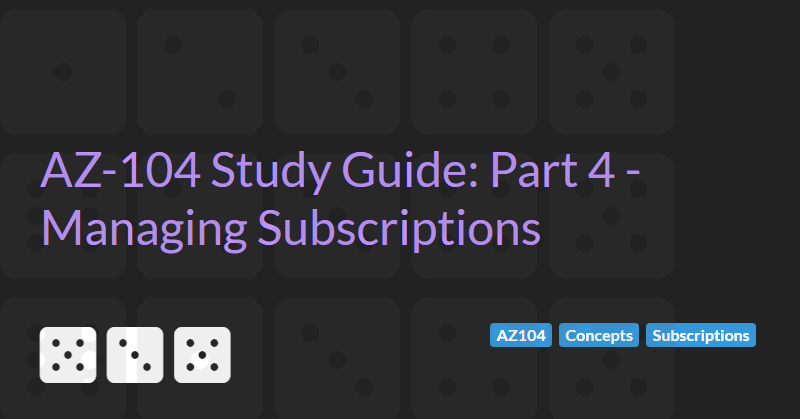 AZ-104 Study Guide: Part 4 -
Managing Subscriptions
AZ104 Concepts Subscriptions